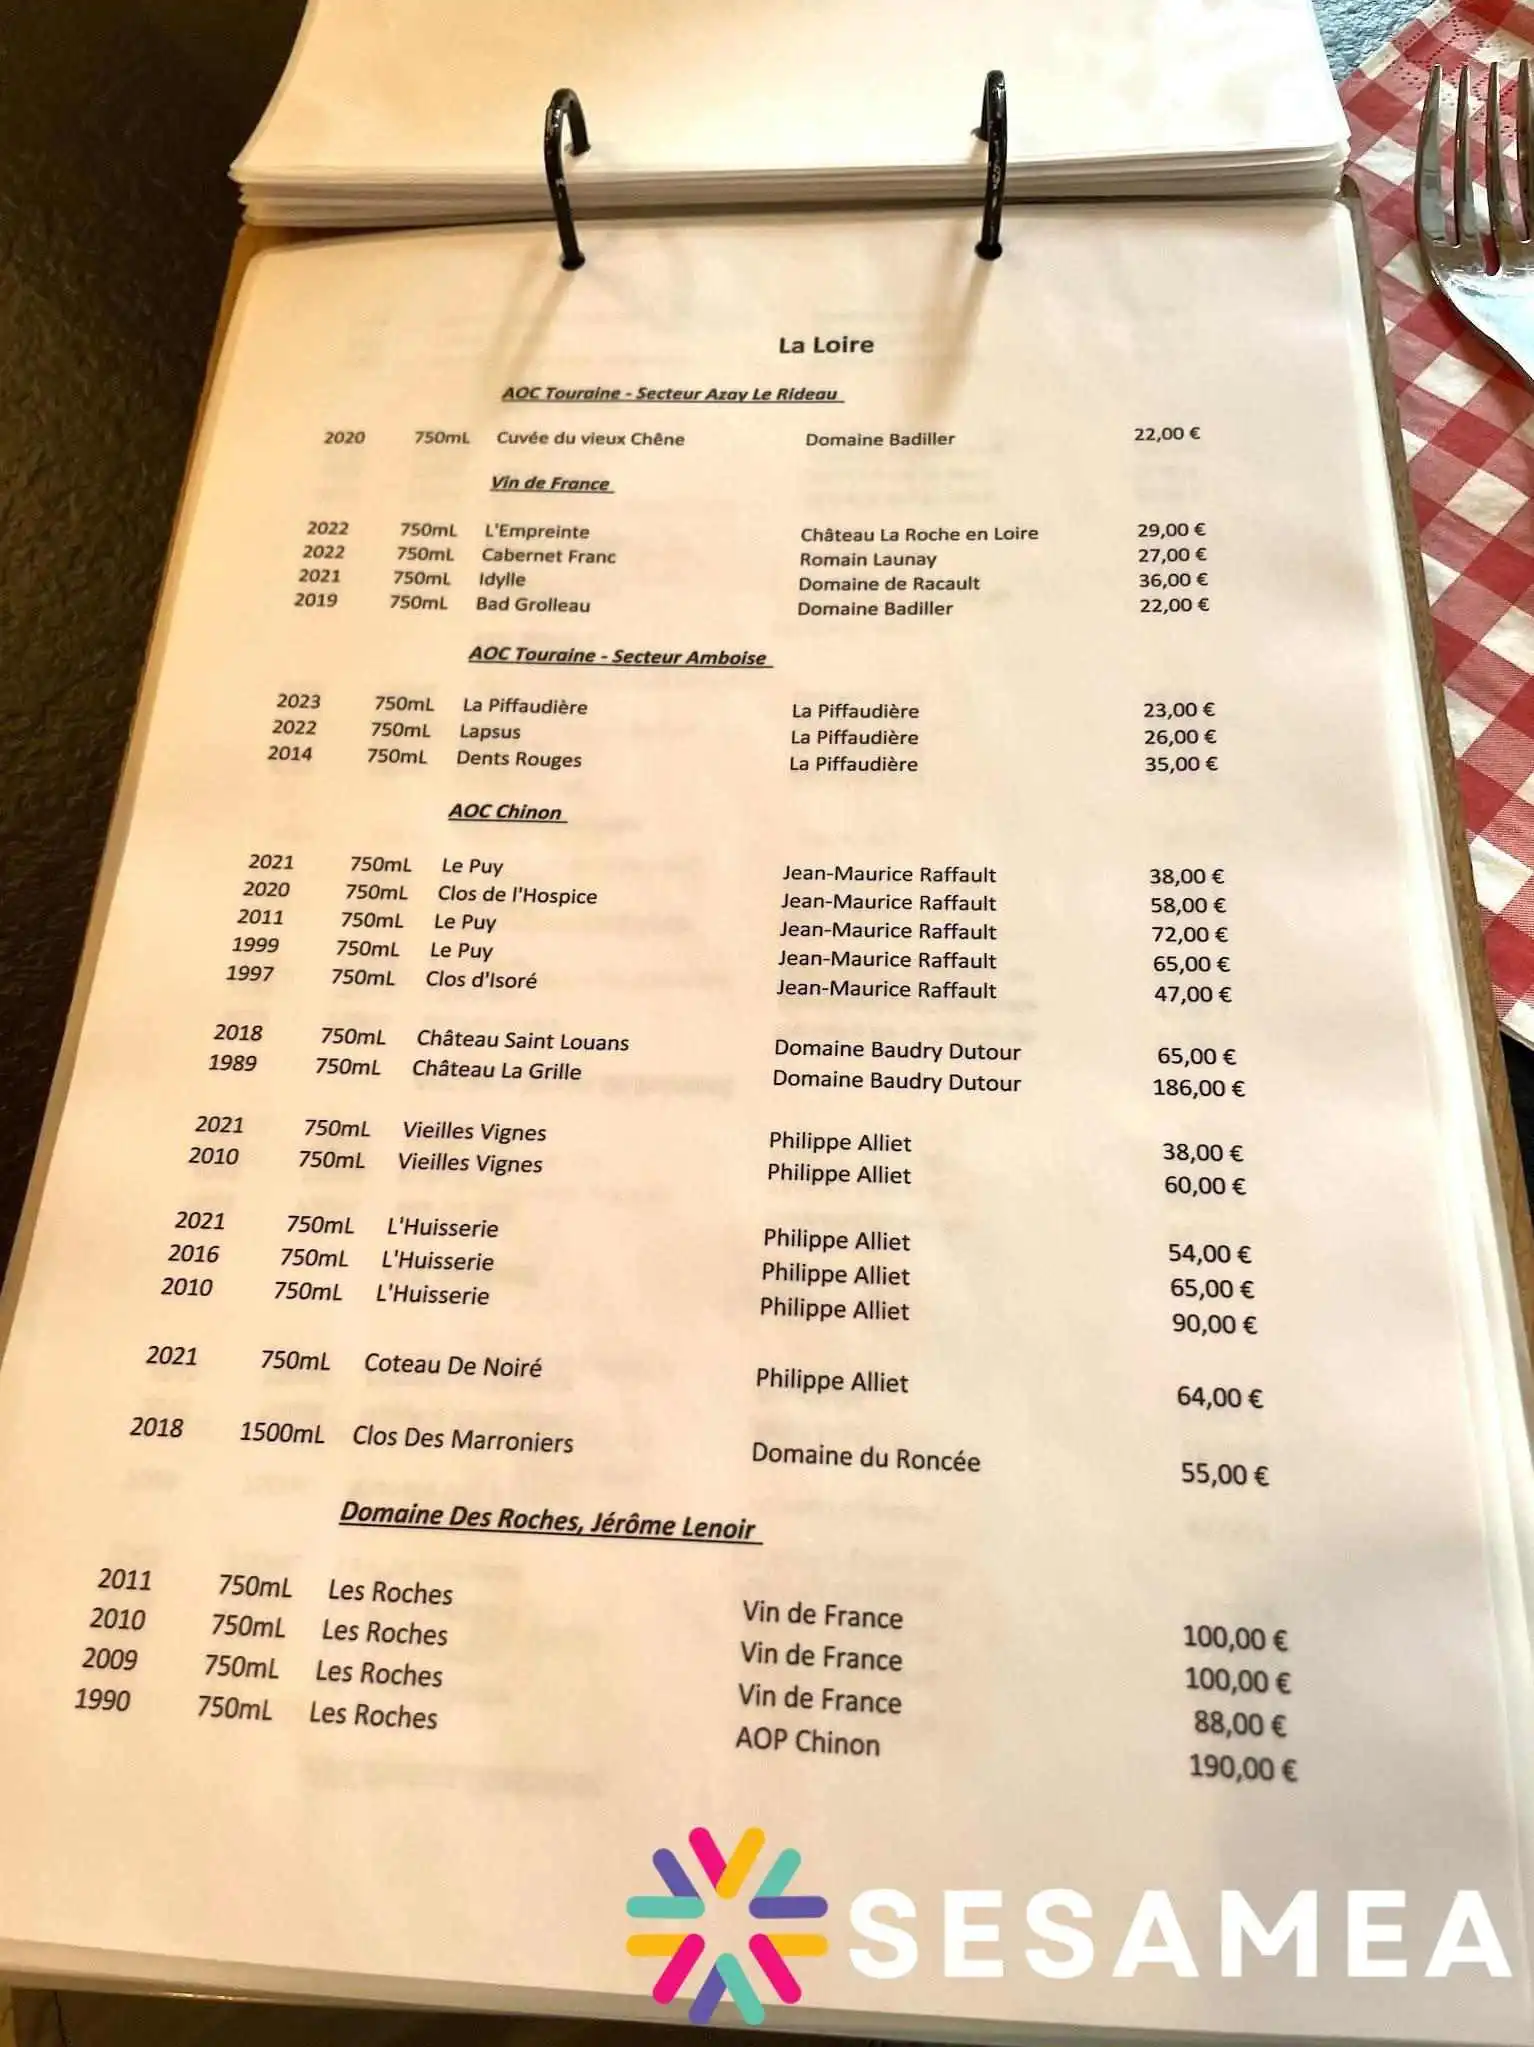 La Loire
AOC Touraine - Secteur Azay Le Rideau
2020 750mL Cuvée du vieux Chêne Domaine Badiller 22,00 €
Vin de France
2022 750mL L'Empreinte Château La Roche en Loire 29,00 €
2022 750mL Cabernet Franc Romain Launay 27,00 €
2021 750mL Idylle Domaine de Racault 36,00 €
2019 750mL Bad Grolleau Domaine Badiller 22,00 €
AOC Touraine - Secteur Amboise
2023 750mL La Piffaudière La Piffaudière 23,00 €
2022 750mL Lapsus La Piffaudière 26,00 €
2014 750mL Dents Rouges La Piffaudière 35,00 €
AOC Chinon
2021 750mL Le Puy Jean-Maurice Raffault 38,00 €
2020 750mL Clos de l'Hospice Jean-Maurice Raffault 58,00 €
2011 750mL Le Puy Jean-Maurice Raffault 72,00 €
1999 750mL Le Puy Jean-Maurice Raffault 65,00 €
1997 750mL Clos d'Isoré Jean-Maurice Raffault 47,00 €
2018 750mL Château Saint Louans Domaine Baudry Dutour 65,00 €
1989 750mL Château La Grille Domaine Baudry Dutour 186,00 €
2021 750mL Vieilles Vignes Philippe Alliet 38,00 €
2010 750mL Vieilles Vignes Philippe Alliet 60,00 €
2021 750mL L'Huisserie Philippe Alliet 54,00 €
2016 750mL L'Huisserie Philippe Alliet 65,00 €
2010 750mL L'Huisserie Philippe Alliet 90,00 €
2021 750mL Coteau De Noiré Philippe Alliet 64,00 €
2018 1500mL Clos Des Marroniers Domaine du Roncée 55,00 €
Domaine Des Roches, Jérôme Lenoir
2011 750mL Les Roches Vin de France 100,00 €
2010 750mL Les Roches Vin de France 100,00 €
2009 750mL Les Roches Vin de France 88,00 €
1990 750mL Les Roches AOP Chinon 190,00 €
SESAMEA